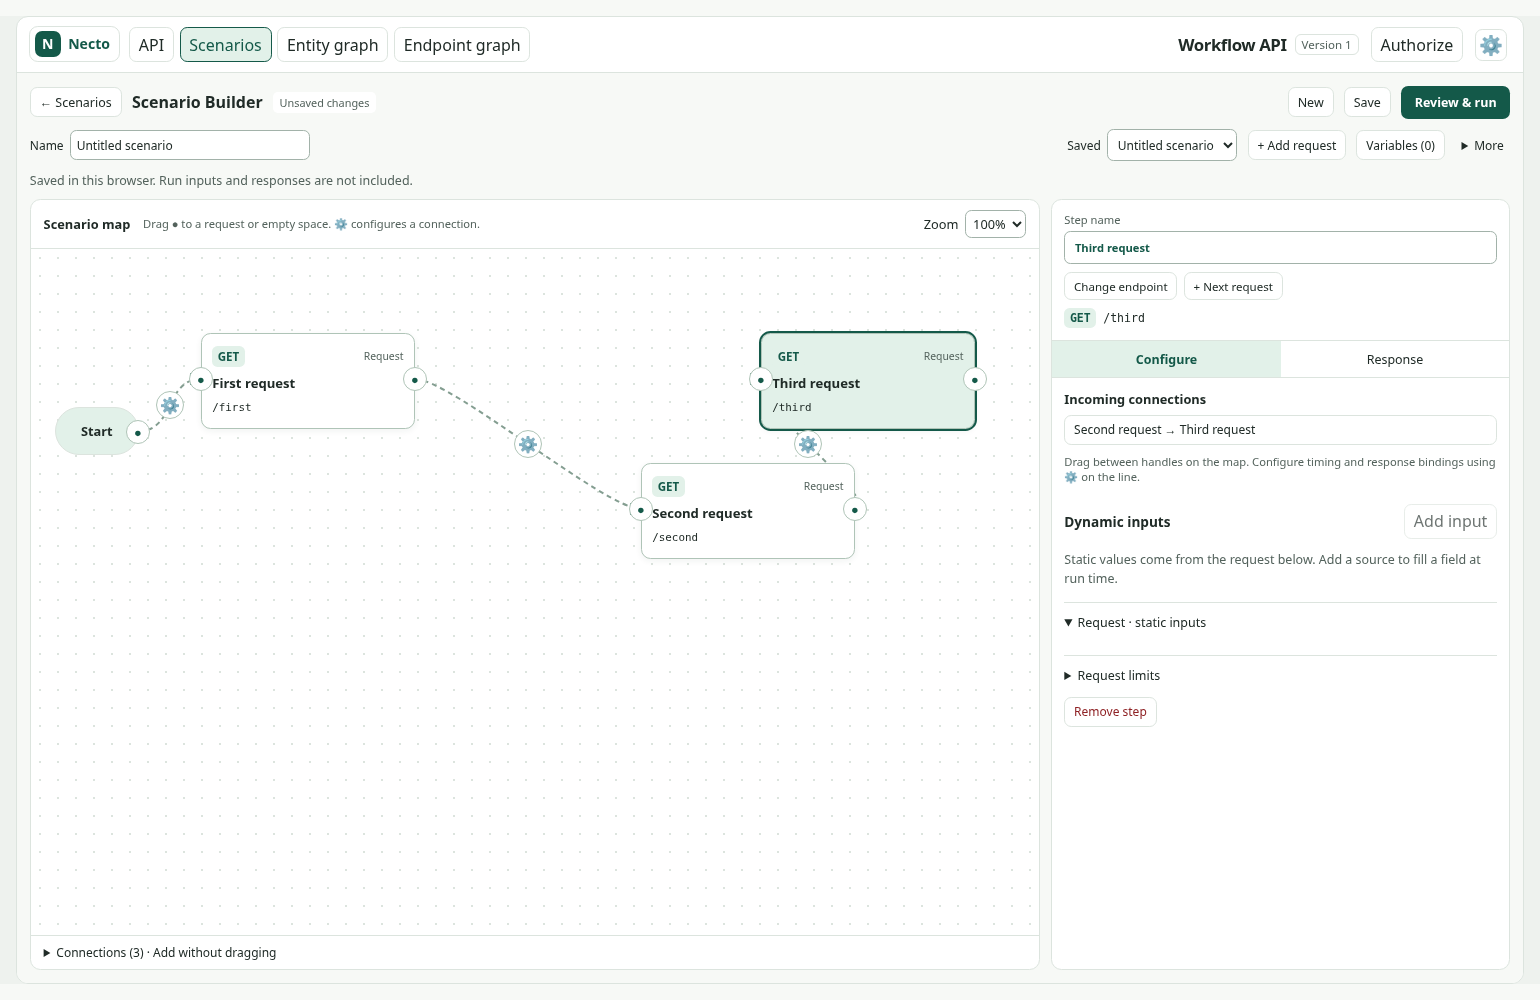 N Necto API Scenarios Entity graph Endpoint graph Workflow API Version 1 Authorize
← Scenarios Scenario Builder Unsaved changes New Save Review & run
Name Untitled scenario Saved Untitled scenario + Add request Variables (0) ▶ More
Saved in this browser. Run inputs and responses are not included.
Scenario map Drag ● to a request or empty space. ⚙️ configures a connection. Zoom 100%
Start
GET Request
First request
/first
GET Request
Second request
/second
GET Request
Third request
/third
▶ Connections (3) · Add without dragging
Step name
Third request
Change endpoint + Next request
GET /third
Configure Response
Incoming connections
Second request → Third request
Drag between handles on the map. Configure timing and response bindings using
⚙️ on the line.
Dynamic inputs Add input
Static values come from the request below. Add a source to fill a field at
run time.
▼ Request · static inputs
▶ Request limits
Remove step